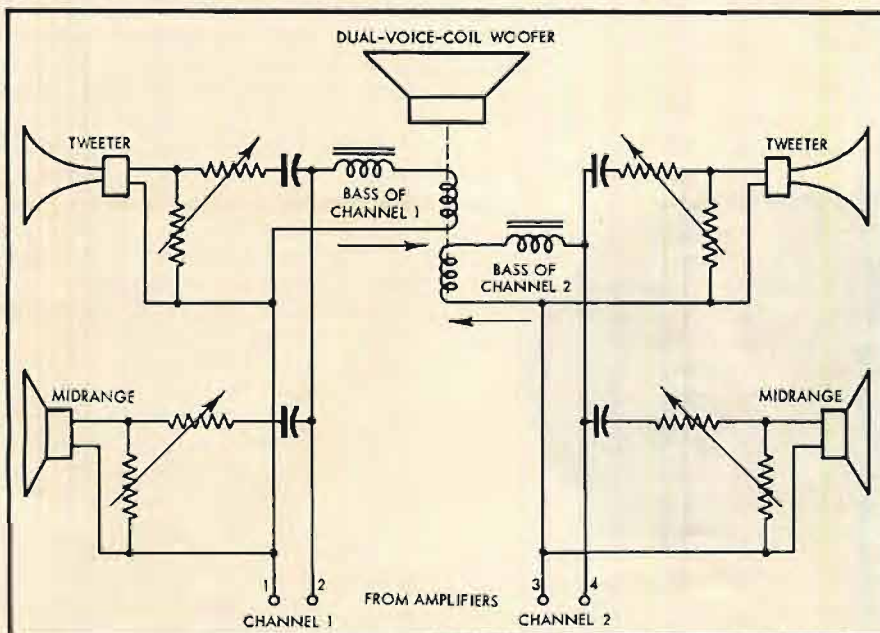 DUAL-VOICE-COIL WOOFER
TWEETER
TWEETER
BASS OF
CHANNEL 1
BASS OF
CHANNEL 2
MIDRANGE
MIDRANGE
1 2 FROM AMPLIFIERS 3 4
CHANNEL 1 CHANNEL 2